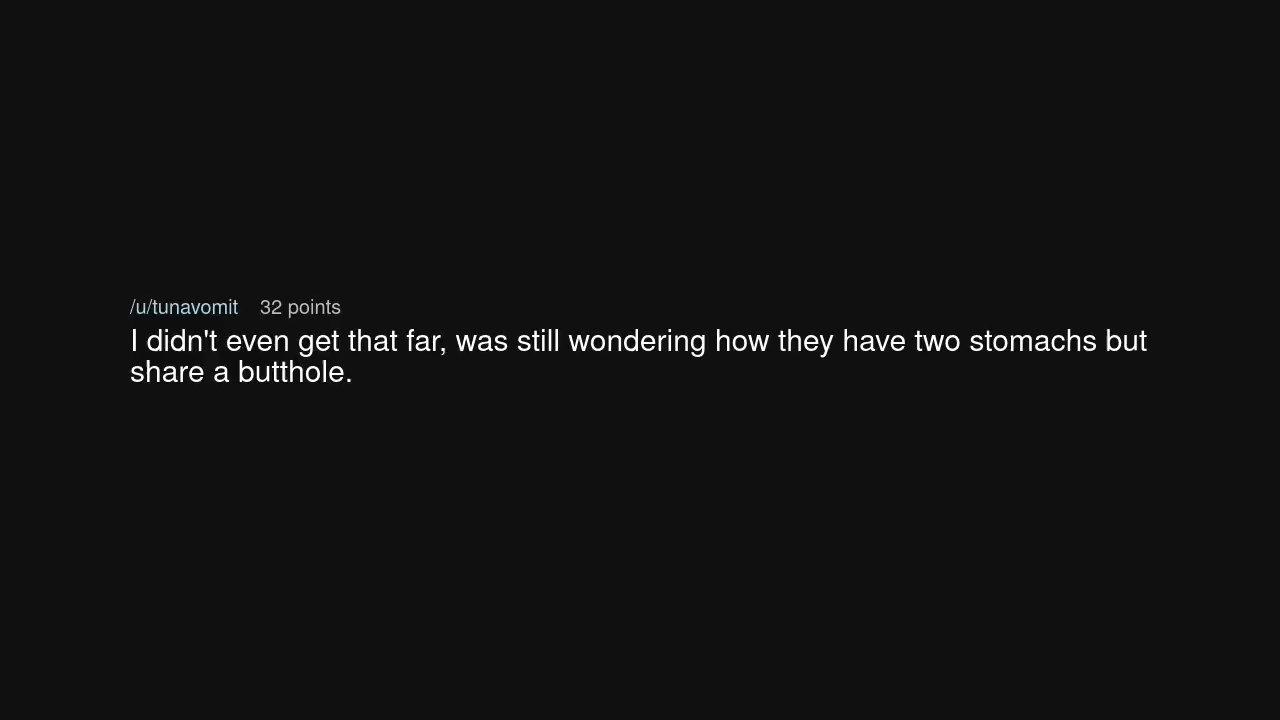 /u/tunavomit 32 points
I didn't even get that far, was still wondering how they have two stomachs but
share a butthole.